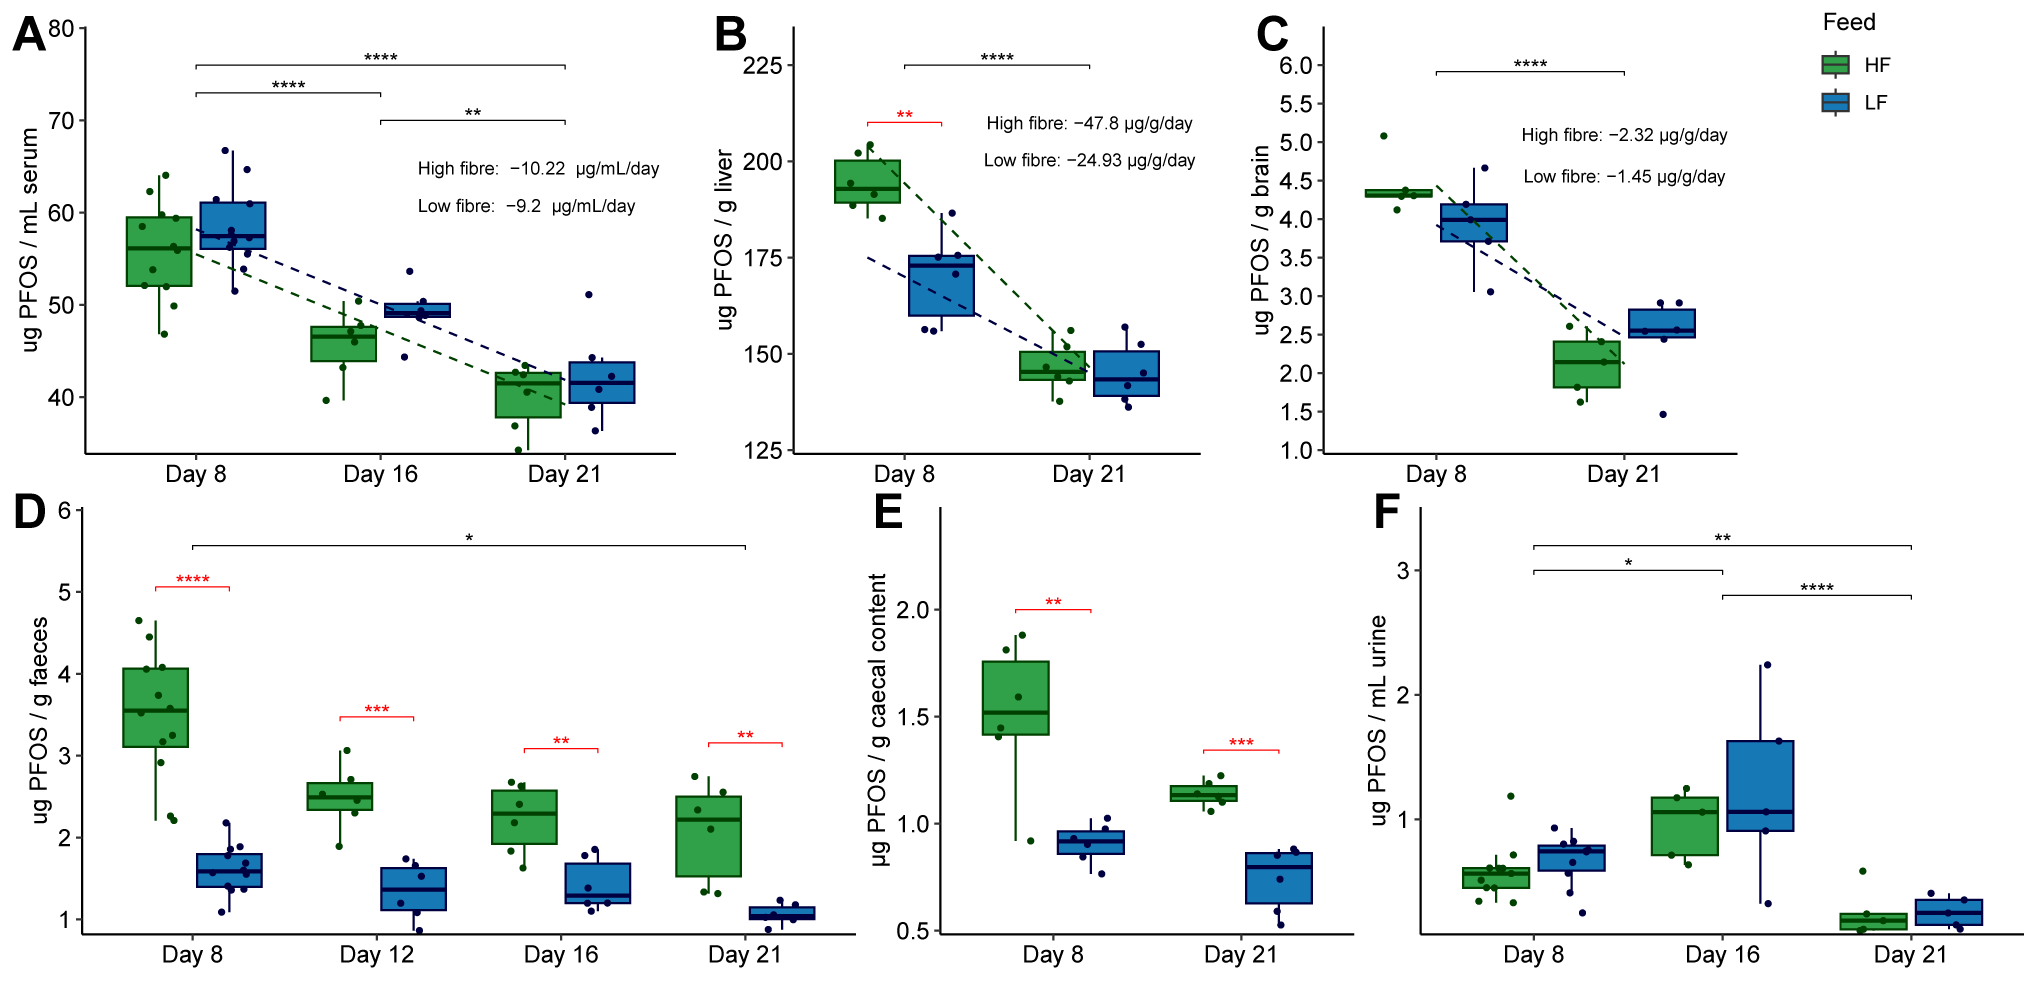 A
80
70
60
50
40
ug PFOS / mL serum
****
****
**
High fibre: −10.22 µg/mL/day
Low fibre: −9.2 µg/mL/day
Day 8
Day 16
Day 21
B
225
200
175
150
125
ug PFOS / g liver
****
**
High fibre: −47.8 µg/g/day
Low fibre: −24.93 µg/g/day
Day 8
Day 21
C
6.0
5.5
5.0
4.5
4.0
3.5
3.0
2.5
2.0
1.5
1.0
ug PFOS / g brain
****
High fibre: −2.32 µg/g/day
Low fibre: −1.45 µg/g/day
Day 8
Day 21
Feed
HF
LF
D
6
5
4
3
2
1
ug PFOS / g faeces
*
****
***
**
**
Day 8
Day 12
Day 16
Day 21
E
2.0
1.5
1.0
0.5
µg PFOS / g caecal content
**
***
Day 8
Day 21
F
3
2
1
ug PFOS / mL urine
**
*
****
Day 8
Day 16
Day 21